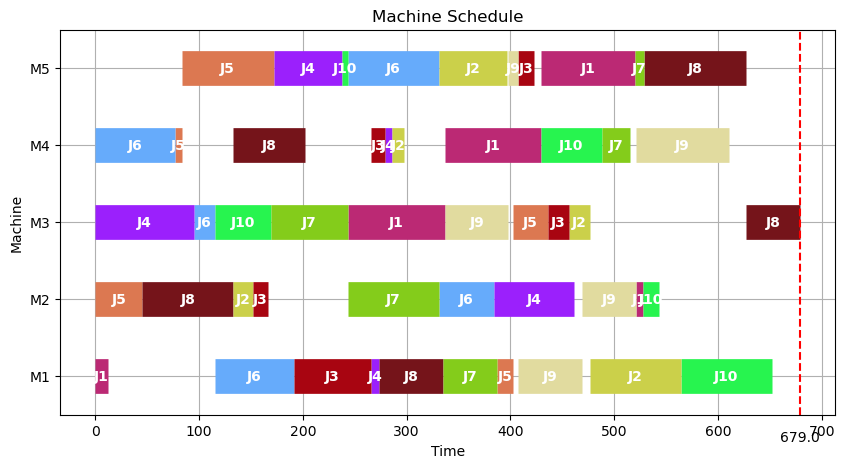 Machine Schedule
M5 J5 J4 J10 J6 J2 J9 J3 J1 J7 J8
M4 J6 J5 J8 J3 J4 J2 J1 J10 J7 J9
M3 J4 J6 J10 J7 J1 J9 J5 J3 J2 J8
M2 J5 J8 J2 J3 J7 J6 J4 J9 J1 J10
M1 J1 J6 J3 J4 J8 J7 J5 J9 J2 J10
Machine
0 100 200 300 400 500 600 700
679.0
Time